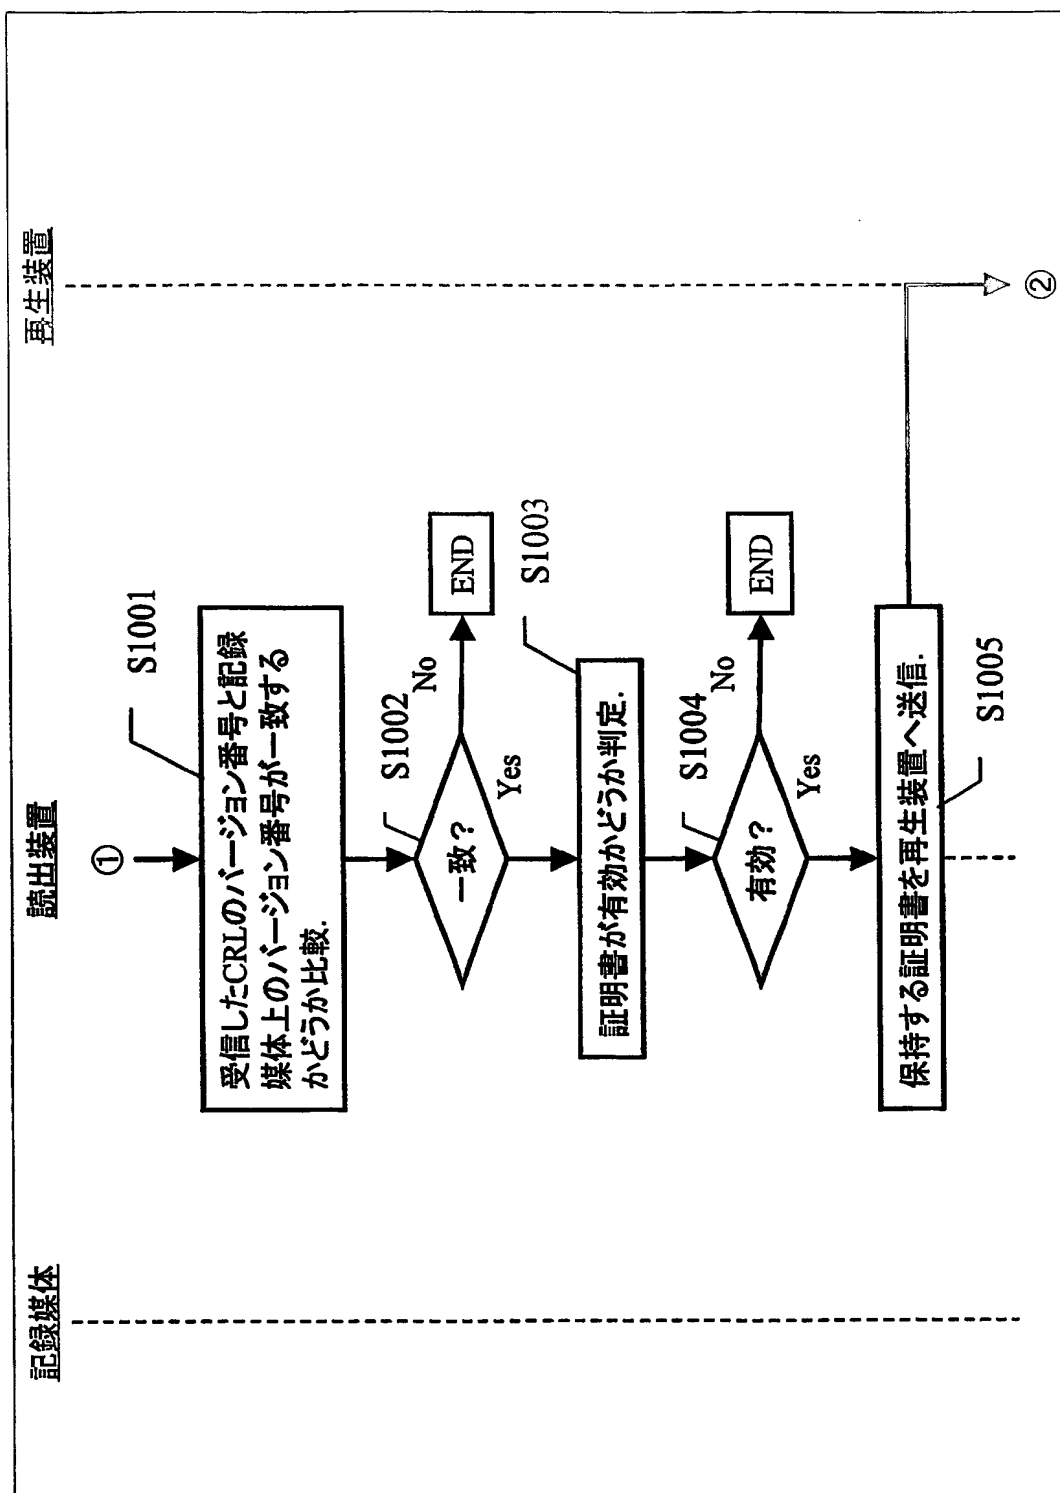 記録媒体
読出装置
再生装置
①
S1001
受信したCRLのバージョン番号と記録
媒体上のバージョン番号が一致する
かどうか比較.
S1002
一致？
No
END
Yes
S1003
証明書が有効かどうか判定.
S1004
有効？
No
END
Yes
保持する証明書を再生装置へ送信.
S1005
②